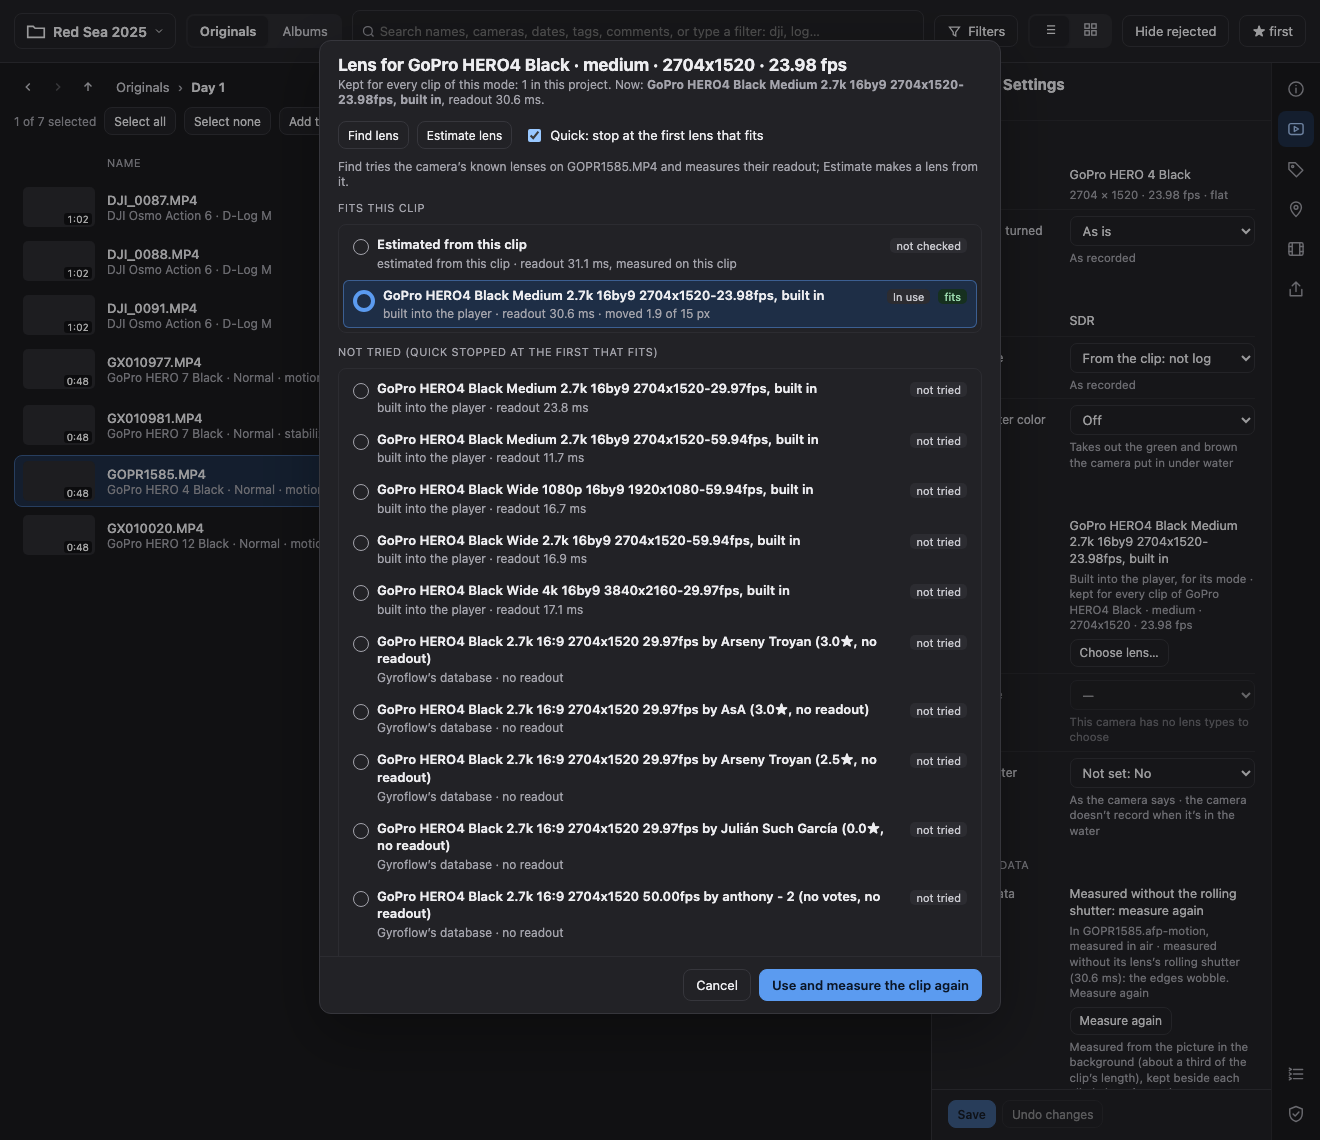 Red Sea 2025
Originals
Albums
Search names, cameras, dates, tags, comments, or type a filter: dji, log...
Filters
Hide rejected
★ first
Originals › Day 1
1 of 7 selected
Select all
Select none
Add t
NAME
1:02
DJI_0087.MP4
DJI Osmo Action 6 · D-Log M
1:02
DJI_0088.MP4
DJI Osmo Action 6 · D-Log M
1:02
DJI_0091.MP4
DJI Osmo Action 6 · D-Log M
0:48
GX010977.MP4
GoPro HERO 7 Black · Normal · motion
0:48
GX010981.MP4
GoPro HERO 7 Black · Normal · stabili
0:48
GOPR1585.MP4
GoPro HERO 4 Black · Normal · motion
0:48
GX010020.MP4
GoPro HERO 12 Black · Normal · motio
Lens for GoPro HERO4 Black · medium · 2704x1520 · 23.98 fps
Kept for every clip of this mode: 1 in this project. Now: GoPro HERO4 Black Medium 2.7k 16by9 2704x1520-
23.98fps, built in, readout 30.6 ms.
Find lens
Estimate lens
Quick: stop at the first lens that fits
Find tries the camera's known lenses on GOPR1585.MP4 and measures their readout; Estimate makes a lens from
it.
FITS THIS CLIP
Estimated from this clip
not checked
estimated from this clip · readout 31.1 ms, measured on this clip
GoPro HERO4 Black Medium 2.7k 16by9 2704x1520-23.98fps, built in
In use
fits
built into the player · readout 30.6 ms · moved 1.9 of 15 px
NOT TRIED (QUICK STOPPED AT THE FIRST THAT FITS)
GoPro HERO4 Black Medium 2.7k 16by9 2704x1520-29.97fps, built in
not tried
built into the player · readout 23.8 ms
GoPro HERO4 Black Medium 2.7k 16by9 2704x1520-59.94fps, built in
not tried
built into the player · readout 11.7 ms
GoPro HERO4 Black Wide 1080p 16by9 1920x1080-59.94fps, built in
not tried
built into the player · readout 16.7 ms
GoPro HERO4 Black Wide 2.7k 16by9 2704x1520-59.94fps, built in
not tried
built into the player · readout 16.9 ms
GoPro HERO4 Black Wide 4k 16by9 3840x2160-29.97fps, built in
not tried
built into the player · readout 17.1 ms
GoPro HERO4 Black 2.7k 16:9 2704x1520 29.97fps by Arseny Troyan (3.0★, no
readout)
not tried
Gyroflow's database · no readout
GoPro HERO4 Black 2.7k 16:9 2704x1520 29.97fps by AsA (3.0★, no readout)
not tried
Gyroflow's database · no readout
GoPro HERO4 Black 2.7k 16:9 2704x1520 29.97fps by Arseny Troyan (2.5★, no
readout)
not tried
Gyroflow's database · no readout
GoPro HERO4 Black 2.7k 16:9 2704x1520 29.97fps by Julián Such García (0.0★,
no readout)
not tried
Gyroflow's database · no readout
GoPro HERO4 Black 2.7k 16:9 2704x1520 50.00fps by anthony - 2 (no votes, no
readout)
not tried
Gyroflow's database · no readout
Cancel
Use and measure the clip again
Settings
GoPro HERO 4 Black
2704 × 1520 · 23.98 fps · flat
turned
As is
As recorded
SDR
From the clip: not log
As recorded
er color
Off
Takes out the green and brown
the camera put in under water
GoPro HERO4 Black Medium
2.7k 16by9 2704x1520-
23.98fps, built in
Built into the player, for its mode ·
kept for every clip of GoPro
HERO4 Black · medium ·
2704x1520 · 23.98 fps
Choose lens...
—
This camera has no lens types to
choose
ter
Not set: No
As the camera says · the camera
doesn't record when it's in the
water
DATA
ata
Measured without the rolling
shutter: measure again
In GOPR1585.afp-motion,
measured in air · measured
without its lens's rolling shutter
(30.6 ms): the edges wobble.
Measure again
Measure again
Measured from the picture in the
background (about a third of the
clip's length), kept beside each
Save
Undo changes